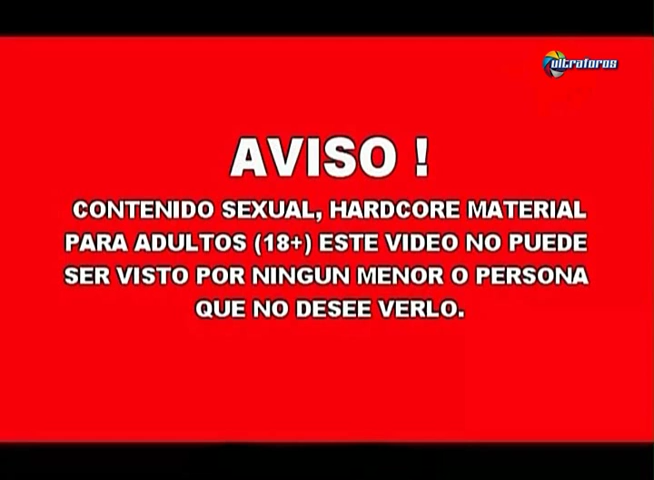 ultraforos
AVISO !
CONTENIDO SEXUAL, HARDCORE MATERIAL
PARA ADULTOS (18+) ESTE VIDEO NO PUEDE
SER VISTO POR NINGUN MENOR O PERSONA
QUE NO DESEE VERLO.